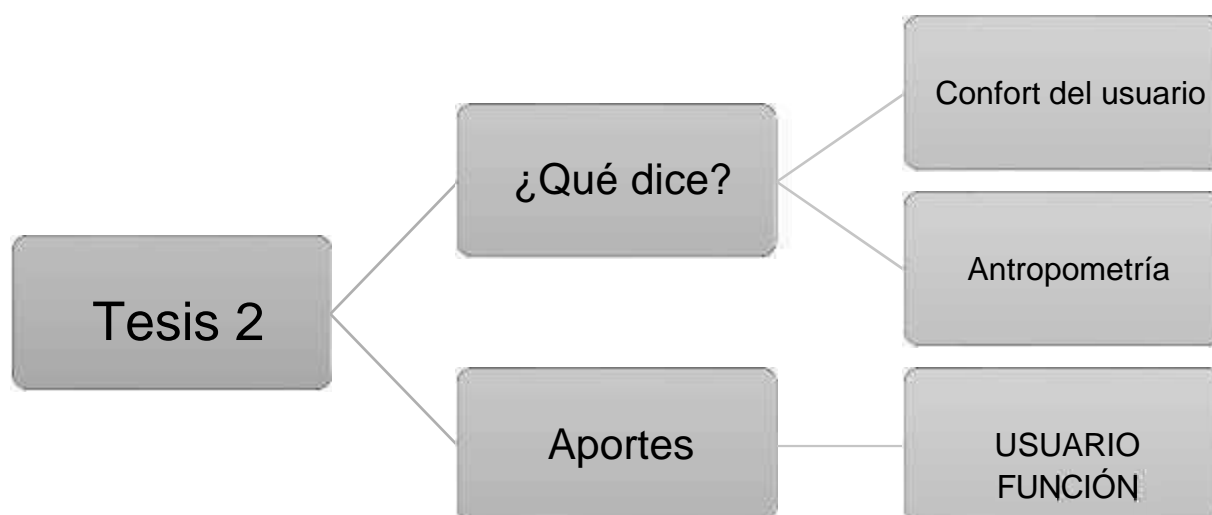 Tesis 2
¿Qué dice?
Confort del usuario
Antropometría
Aportes
USUARIO
FUNCIÓN